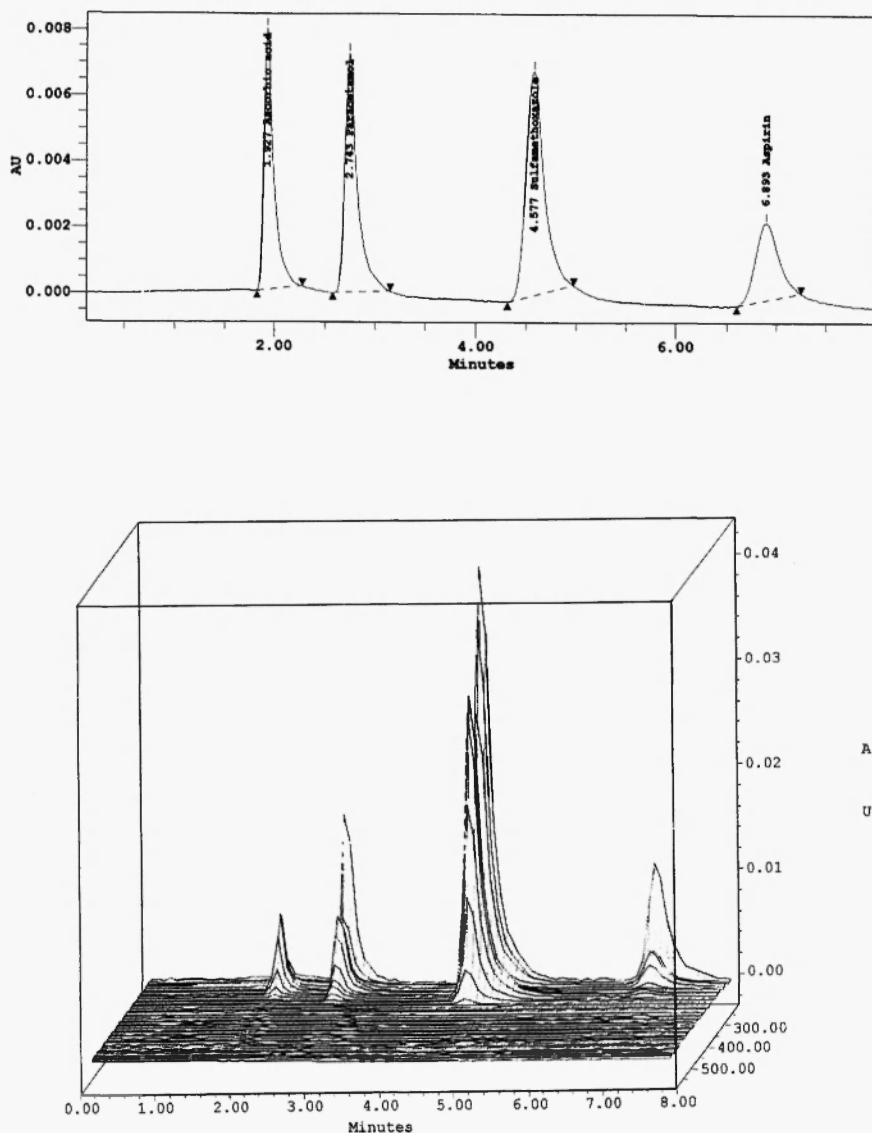 0.008
0.006
0.004
0.002
0.000
AU
1.927 Ascorbic acid
2.743 Paracetamol
4.577 Sulfamethoxazole
6.893 Aspirin
2.00 4.00 6.00
Minutes
0.04
0.03
0.02
0.01
0.00
A
U
300.00
400.00
500.00
0.00 1.00 2.00 3.00 4.00 5.00 6.00 7.00 8.00
Minutes